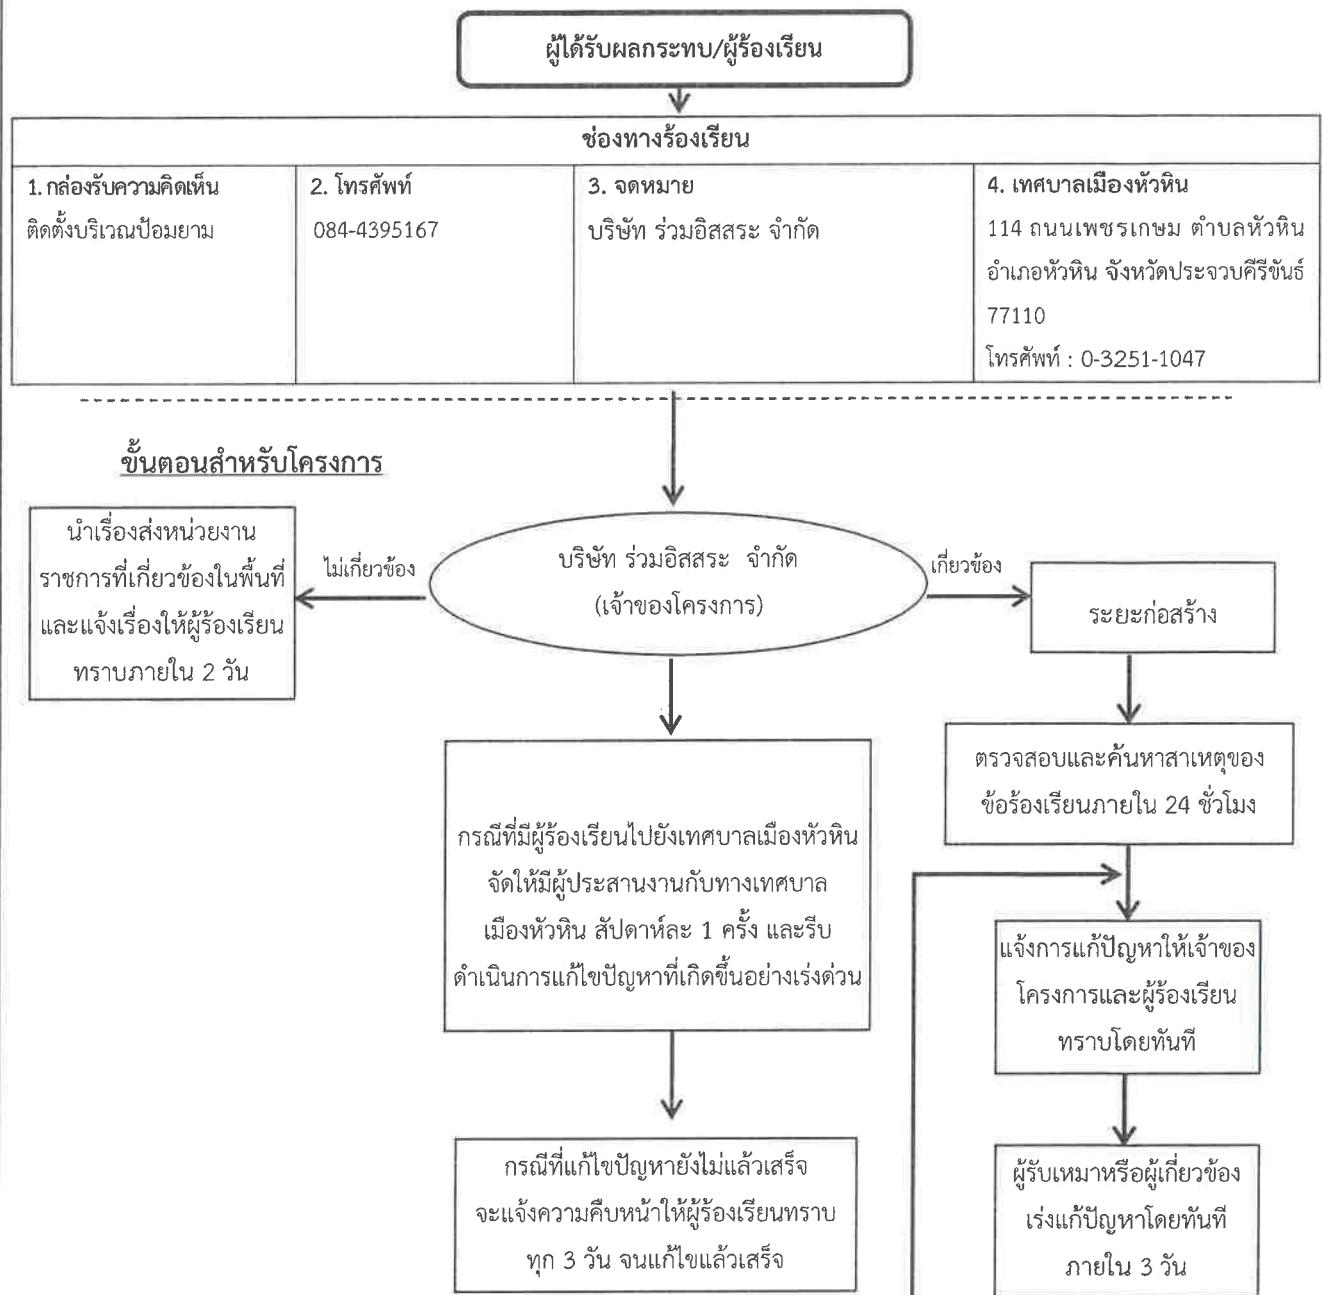 ผู้ได้รับผลกระทบ/ผู้ร้องเรียน
ช่องทางร้องเรียน
1. กล่องรับความคิดเห็น
ติดตั้งบริเวณป้อมยาม
2. โทรศัพท์
084-4395167
3. จดหมาย
บริษัท ร่วมอิสสระ จำกัด
4. เทศบาลเมืองหัวหิน
114 ถนนเพชรเกษม ตำบลหัวหิน
อำเภอหัวหิน จังหวัดประจวบคีรีขันธ์
77110
โทรศัพท์ : 0-3251-1047
ขั้นตอนสำหรับโครงการ
นำเรื่องส่งหน่วยงาน
ราชการที่เกี่ยวข้องในพื้นที่
และแจ้งเรื่องให้ผู้ร้องเรียน
ทราบภายใน 2 วัน
ไม่เกี่ยวข้อง
บริษัท ร่วมอิสสระ จำกัด
(เจ้าของโครงการ)
เกี่ยวข้อง
ระยะก่อสร้าง
ตรวจสอบและค้นหาสาเหตุของ
ข้อร้องเรียนภายใน 24 ชั่วโมง
กรณีที่มีผู้ร้องเรียนไปยังเทศบาลเมืองหัวหิน
จัดให้มีผู้ประสานงานกับทางเทศบาล
เมืองหัวหิน สัปดาห์ละ 1 ครั้ง และรีบ
ดำเนินการแก้ไขปัญหาที่เกิดขึ้นอย่างเร่งด่วน
แจ้งการแก้ปัญหาให้เจ้าของ
โครงการและผู้ร้องเรียน
ทราบโดยทันที
กรณีที่แก้ไขปัญหายังไม่แล้วเสร็จ
จะแจ้งความคืบหน้าให้ผู้ร้องเรียนทราบ
ทุก 3 วัน จนแก้ไขแล้วเสร็จ
ผู้รับเหมาหรือผู้เกี่ยวข้อง
เร่งแก้ปัญหาโดยทันที
ภายใน 3 วัน